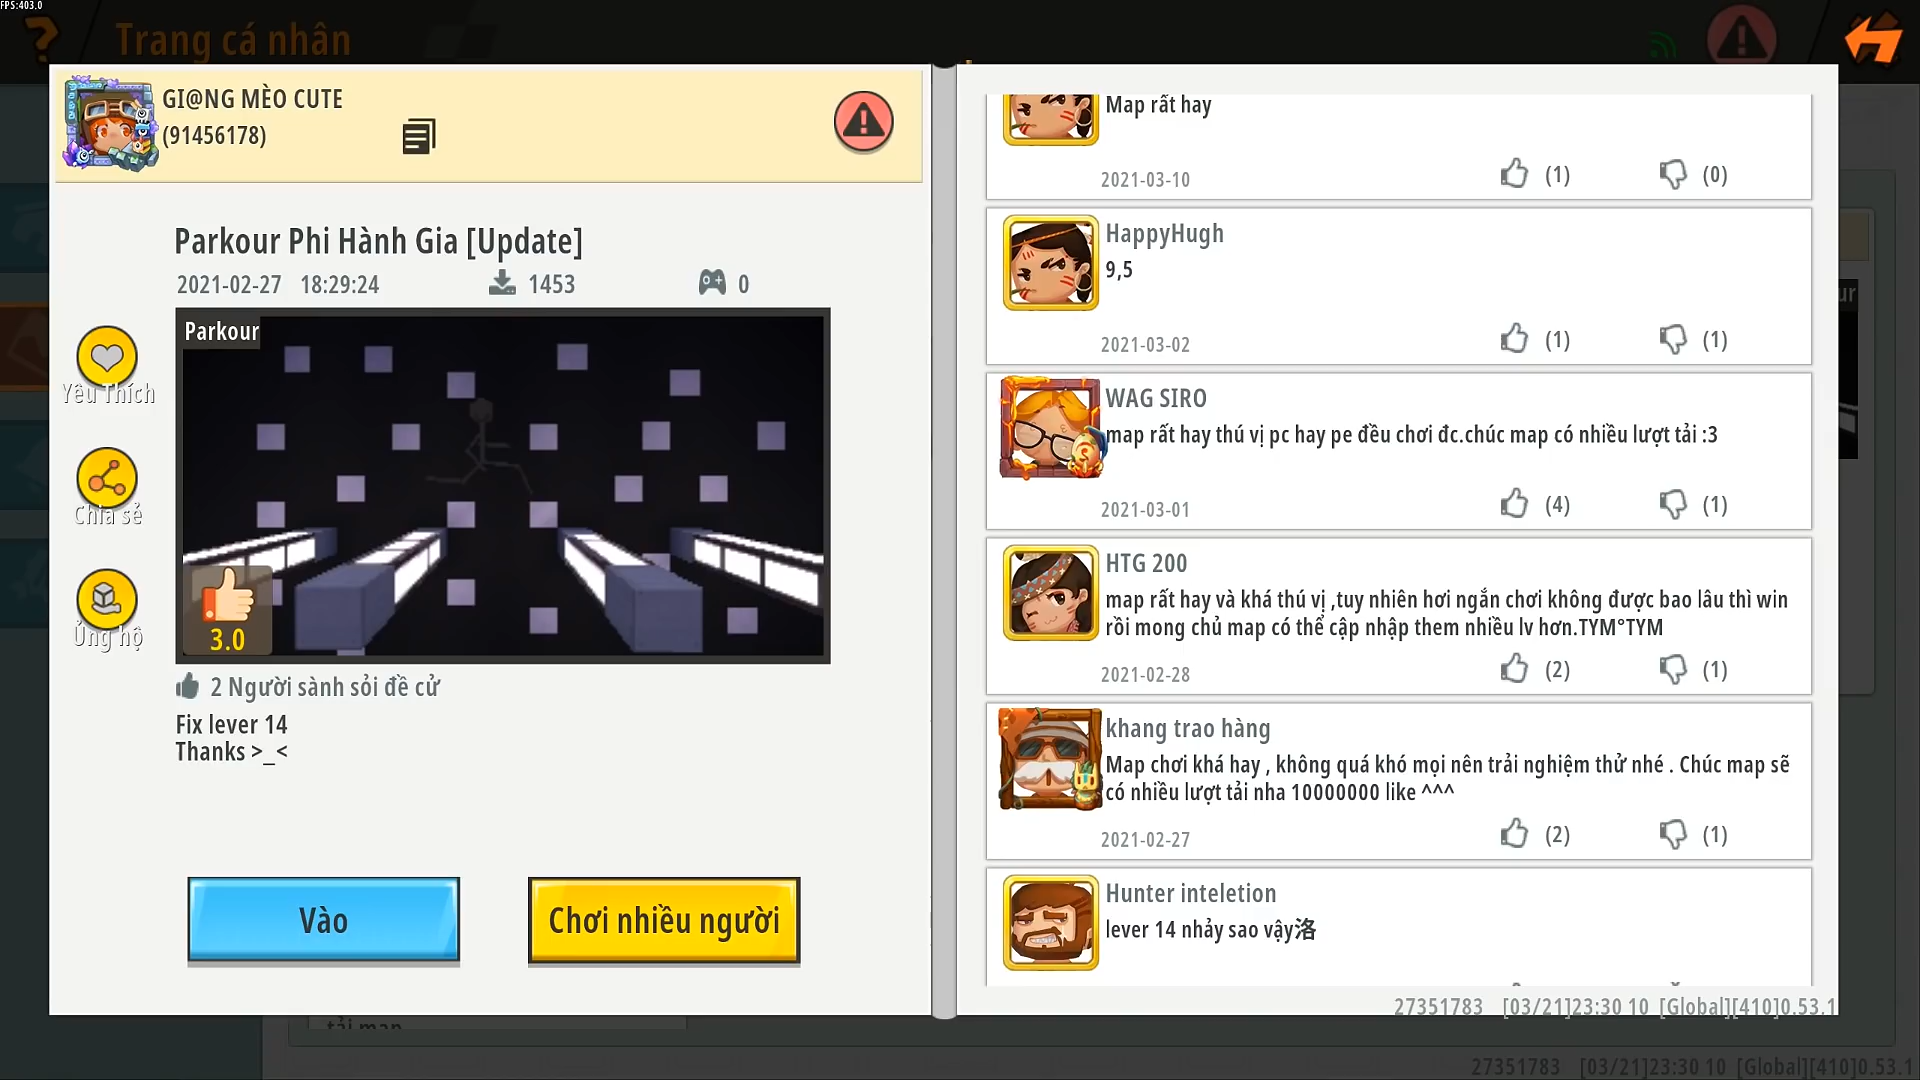 FPS:403.0
Trang cá nhân
GI@NG MÈO CUTE
(91456178)
Parkour Phi Hành Gia [Update]
2021-02-27 18:29:24 1453 0
Parkour
Yêu Thích
Chia sẻ
Ủng hộ
3.0
2 Người sành sỏi đề cử
Fix lever 14
Thanks >_<
Vào
Chơi nhiều người
Map rất hay
2021-03-10 (1) (0)
HappyHugh
9,5
2021-03-02 (1) (1)
WAG SIRO
map rất hay thú vị pc hay pe đều chơi đc.chúc map có nhiều lượt tải :3
2021-03-01 (4) (1)
HTG 200
map rất hay và khá thú vị ,tuy nhiên hơi ngắn chơi không được bao lâu thì win
rồi mong chủ map có thể cập nhập them nhiều lv hơn.TYM°TYM
2021-02-28 (2) (1)
khang trao hàng
Map chơi khá hay , không quá khó mọi nên trải nghiệm thử nhé . Chúc map sẽ
có nhiều lượt tải nha 10000000 like ^^^
2021-02-27 (2) (1)
Hunter inteletion
lever 14 nhảy sao vậy洛
27351783 [03/21]23:30 10 [Global][410]0.53.1
tải map
27351783 [03/21]23:30 10 [Global][410]0.53.1